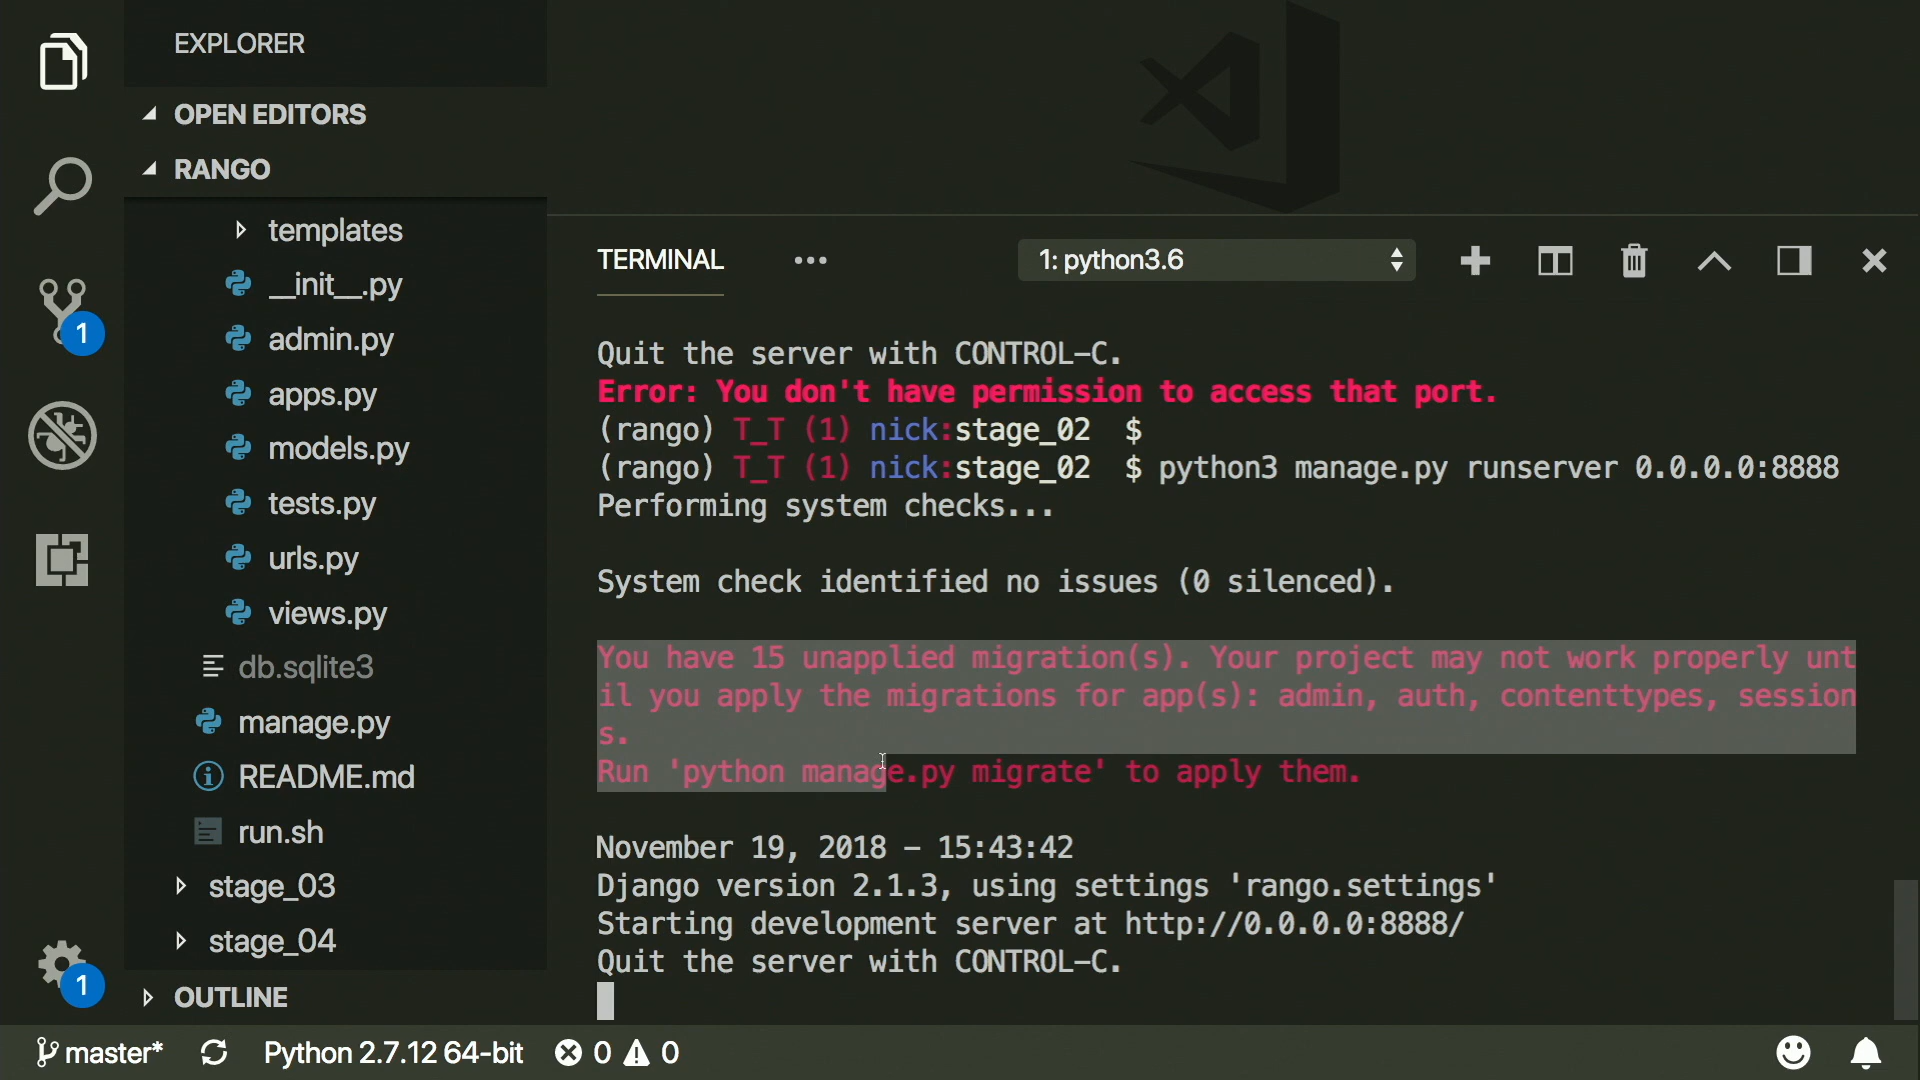 EXPLORER
OPEN EDITORS
RANGO
templates
__init__.py
admin.py
apps.py
models.py
tests.py
urls.py
views.py
db.sqlite3
manage.py
README.md
run.sh
stage_03
stage_04
OUTLINE
1
1
TERMINAL
1: python3.6
Quit the server with CONTROL-C.
Error: You don't have permission to access that port.
(rango) T_T (1) nick:stage_02 $
(rango) T_T (1) nick:stage_02 $ python3 manage.py runserver 0.0.0.0:8888
Performing system checks...
System check identified no issues (0 silenced).
You have 15 unapplied migration(s). Your project may not work properly unt
il you apply the migrations for app(s): admin, auth, contenttypes, session
s.
Run 'python manage.py migrate' to apply them.
November 19, 2018 - 15:43:42
Django version 2.1.3, using settings 'rango.settings'
Starting development server at http://0.0.0.0:8888/
Quit the server with CONTROL-C.
master* Python 2.7.12 64-bit 0 0